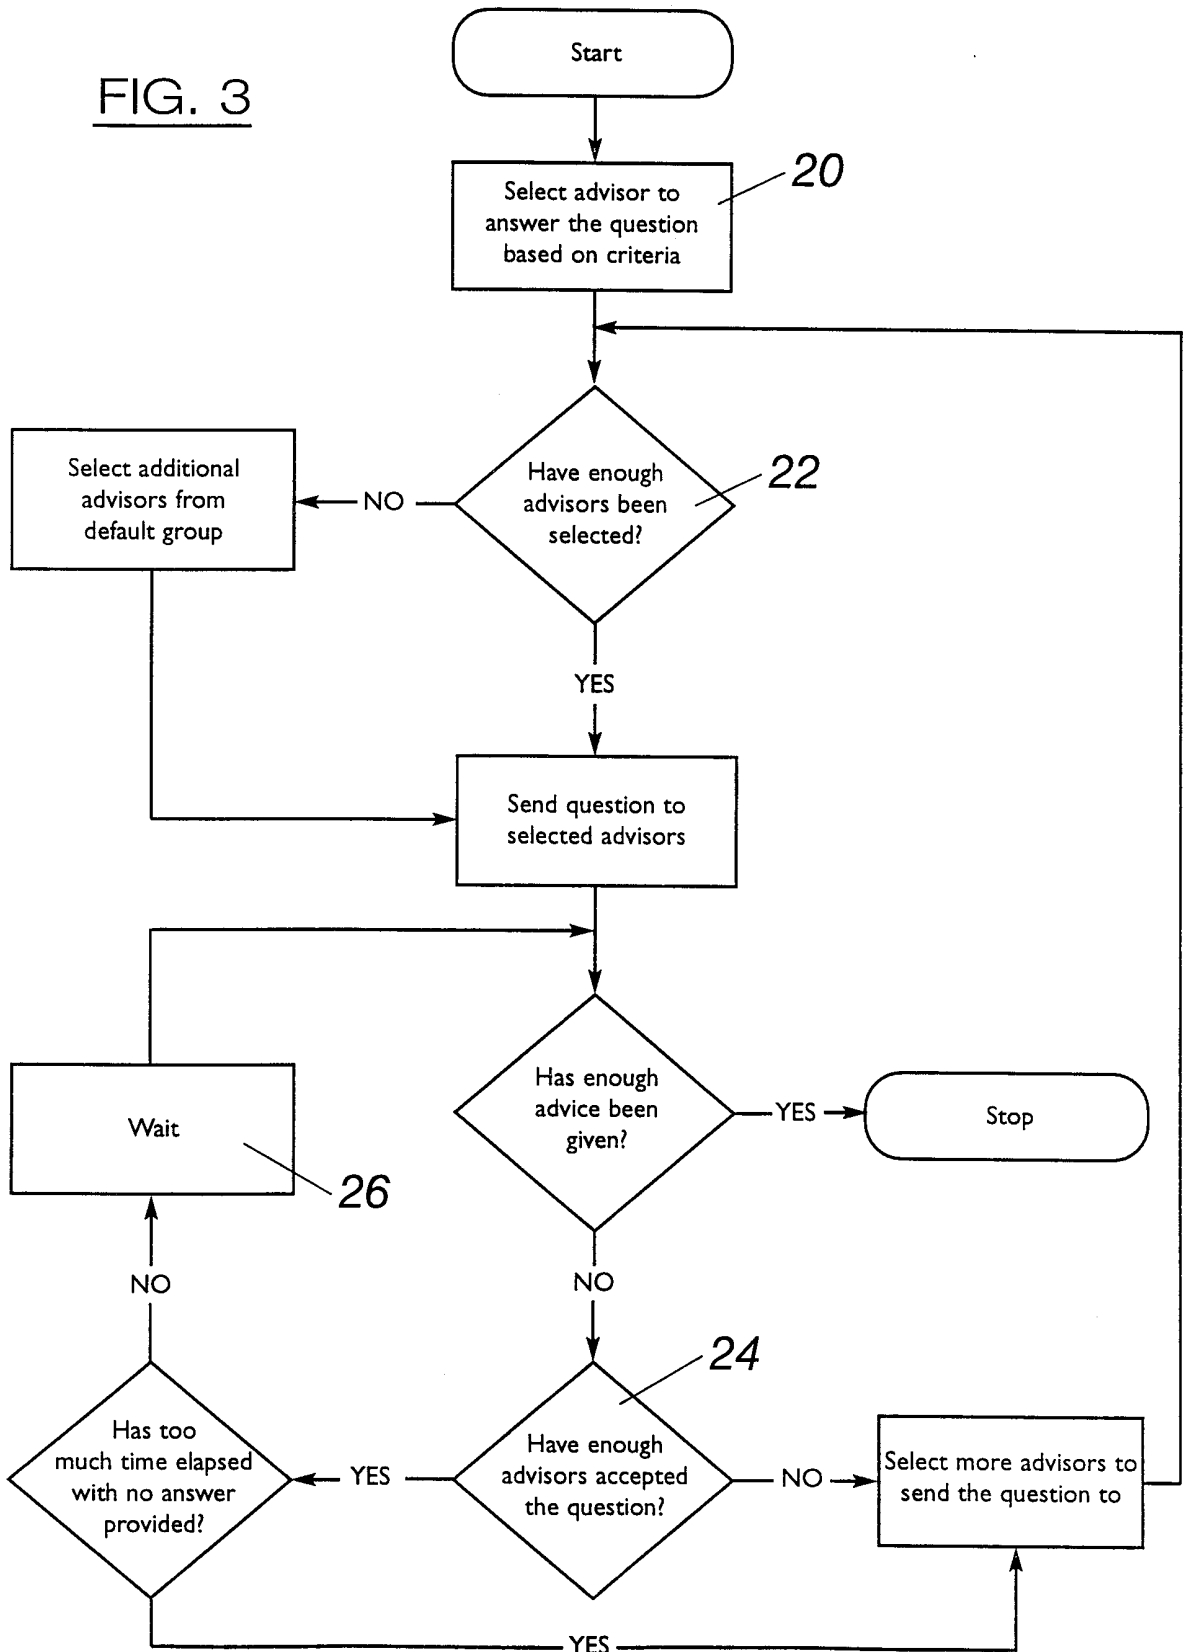 Start
FIG. 3
20
Select advisor to
answer the question
based on criteria
22
Have enough
advisors been
selected?
NO
Select additional
advisors from
default group
YES
Send question to
selected advisors
Has enough
advice been
given?
YES
Stop
Wait
26
NO
NO
24
Have enough
advisors accepted
the question?
YES
Has too
much time elapsed
with no answer
provided?
NO
Select more advisors to
send the question to
YES